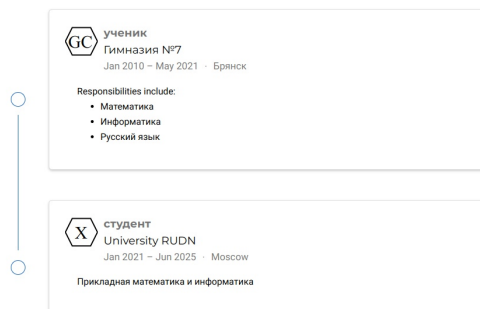 GC
ученик
Гимназия №7
Jan 2010 – May 2021 · Брянск
Responsibilities include:
• Математика
• Информатика
• Русский язык
X
студент
University RUDN
Jan 2021 – Jun 2025 · Moscow
Прикладная математика и информатика